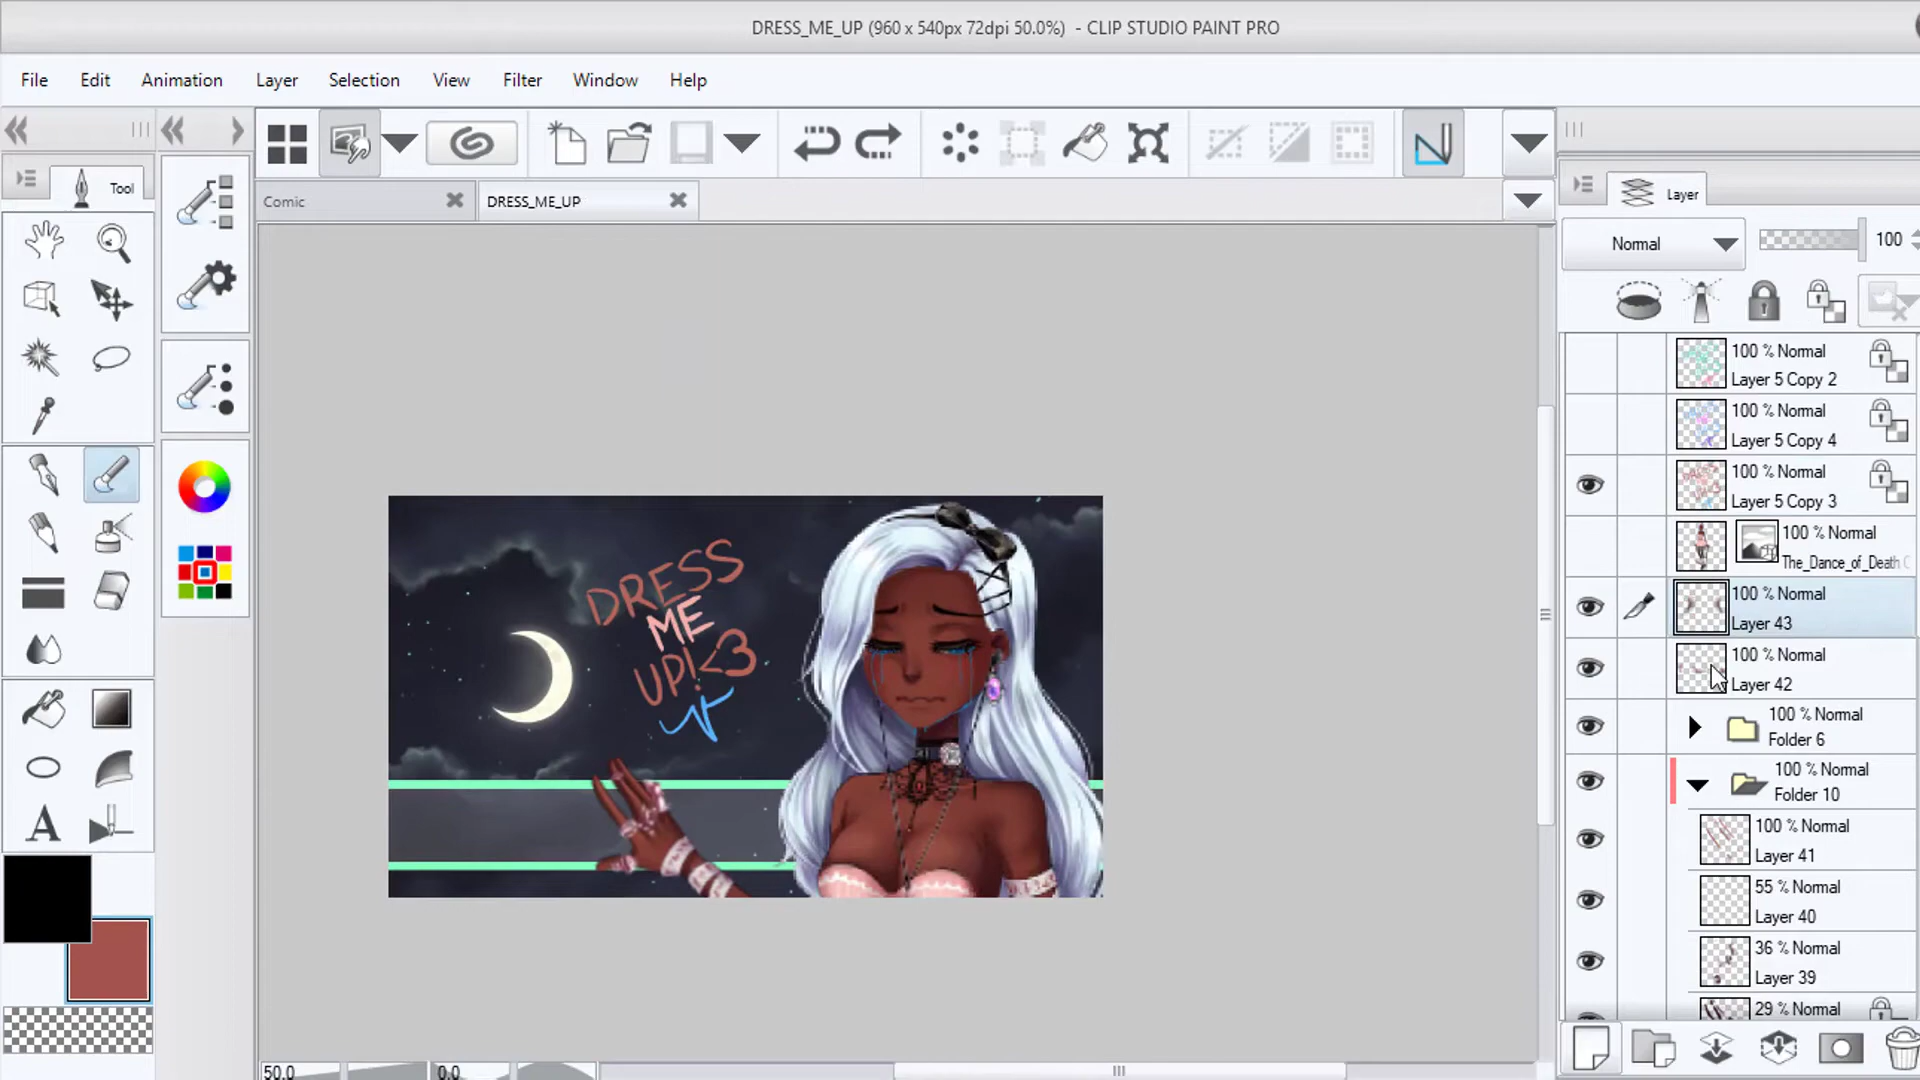 DRESS_ME_UP (960 x 540px 72dpi 50.0%) - CLIP STUDIO PAINT PRO
File Edit Animation Layer Selection View Filter Window Help
Tool
Comic
DRESS_ME_UP
Layer
Normal
100
100 % Normal
Layer 5 Copy 2
100 % Normal
Layer 5 Copy 4
100 % Normal
Layer 5 Copy 3
100 % Normal
The_Dance_of_Death
100 % Normal
Layer 43
100 % Normal
Layer 42
100 % Normal
Folder 6
100 % Normal
Folder 10
100 % Normal
Layer 41
55 % Normal
Layer 40
36 % Normal
Layer 39
29 % Normal
DRESS
ME
UP!<3
50.0
0.0